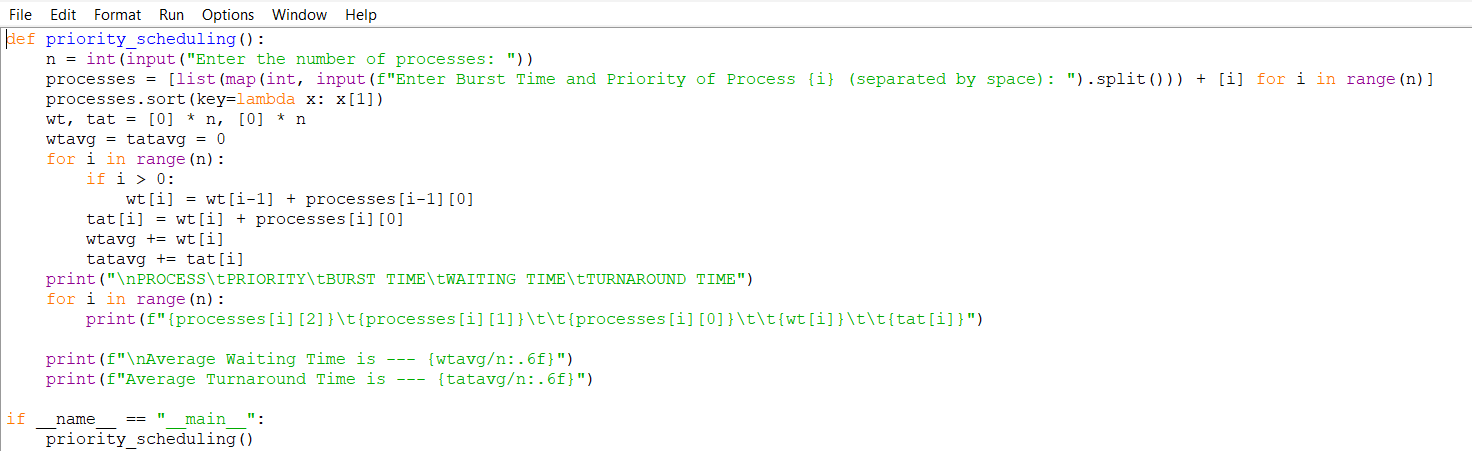 File Edit Format Run Options Window Help
def priority_scheduling():
    n = int(input("Enter the number of processes: "))
    processes = [list(map(int, input(f"Enter Burst Time and Priority of Process {i} (separated by space): ").split())) + [i] for i in range(n)]
    processes.sort(key=lambda x: x[1])
    wt, tat = [0] * n, [0] * n
    wtavg = tatavg = 0
    for i in range(n):
        if i > 0:
            wt[i] = wt[i-1] + processes[i-1][0]
        tat[i] = wt[i] + processes[i][0]
        wtavg += wt[i]
        tatavg += tat[i]
    print("\nPROCESS\tPRIORITY\tBURST TIME\tWAITING TIME\tTURNAROUND TIME")
    for i in range(n):
        print(f"{processes[i][2]}\t{processes[i][1]}\t\t{processes[i][0]}\t\t{wt[i]}\t\t{tat[i]}")

    print(f"\nAverage Waiting Time is --- {wtavg/n:.6f}")
    print(f"Average Turnaround Time is --- {tatavg/n:.6f}")

if __name__ == "__main__":
    priority_scheduling()